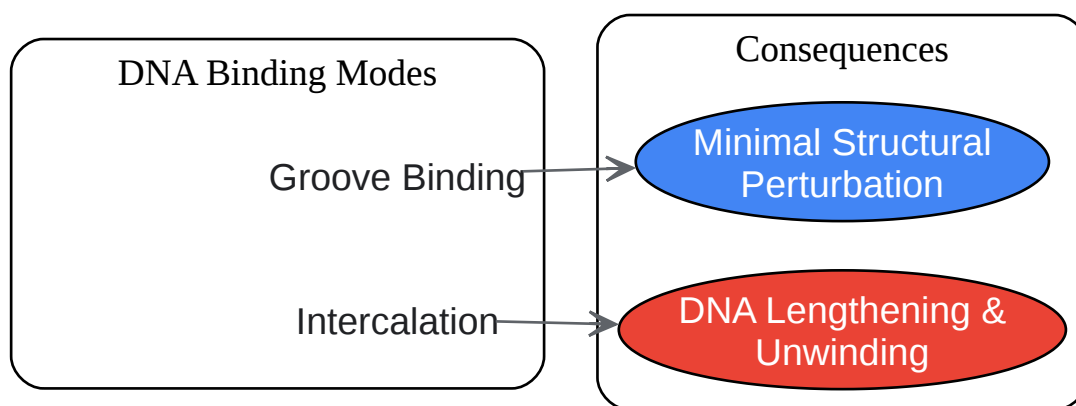 DNA Binding Modes
Groove Binding
Intercalation
Consequences
Minimal Structural
Perturbation
DNA Lengthening &
Unwinding